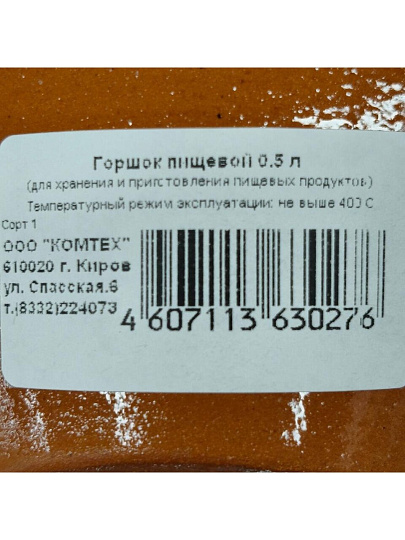 Горшок пищевой 0.5 л
(для хранения и приготовления пищевых продуктов)
Температурный режим эксплуатации: не выше 400 С
Сорт 1
ООО "КОМТЕХ"
610020 г. Киров
ул. Спасская.6
т.(8332)224073
4 607113 630276